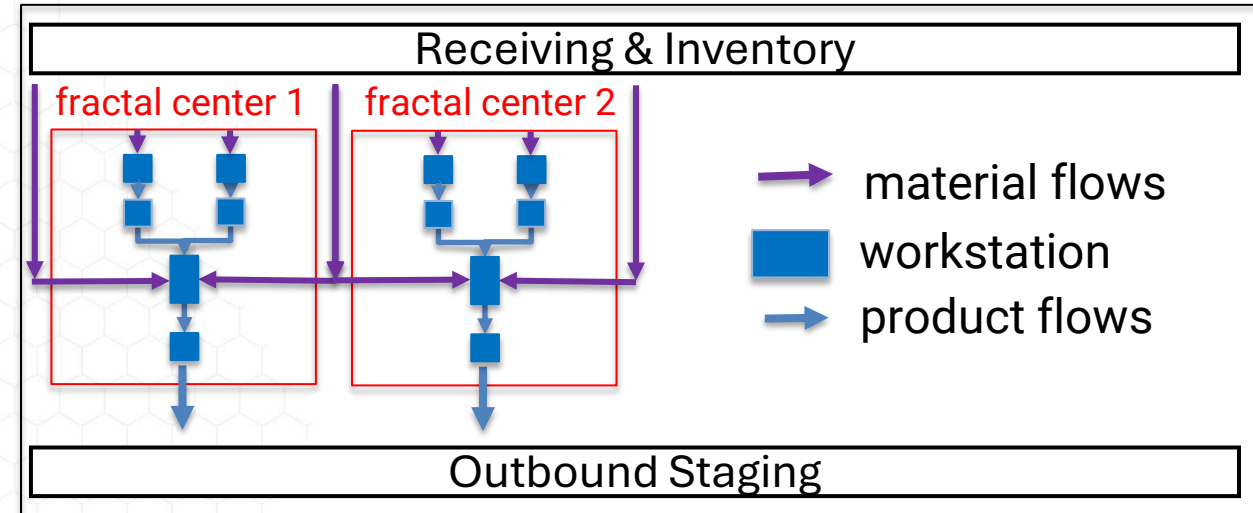 Receiving & Inventory
fractal center 1
fractal center 2
material flows
workstation
product flows
Outbound Staging